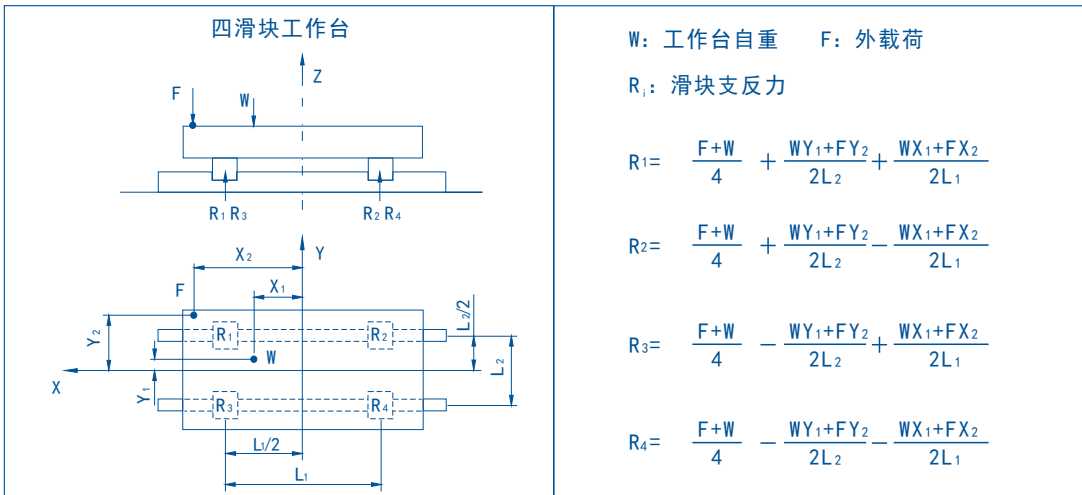 四滑块工作台
Z
F
W
R₁ R₃
R₂ R₄
Y
X₂
X₁
F
L₂/2
Y₂
R₁
R₂
W
L₂
X
Y₁
R₃
R₄
L₁/2
L₁
W: 工作台自重 F: 外载荷
Rᵢ: 滑块支反力
R₁= (F+W)/4 + (WY₁+FY₂)/2L₂ + (WX₁+FX₂)/2L₁
R₂= (F+W)/4 + (WY₁+FY₂)/2L₂ − (WX₁+FX₂)/2L₁
R₃= (F+W)/4 − (WY₁+FY₂)/2L₂ + (WX₁+FX₂)/2L₁
R₄= (F+W)/4 − (WY₁+FY₂)/2L₂ − (WX₁+FX₂)/2L₁